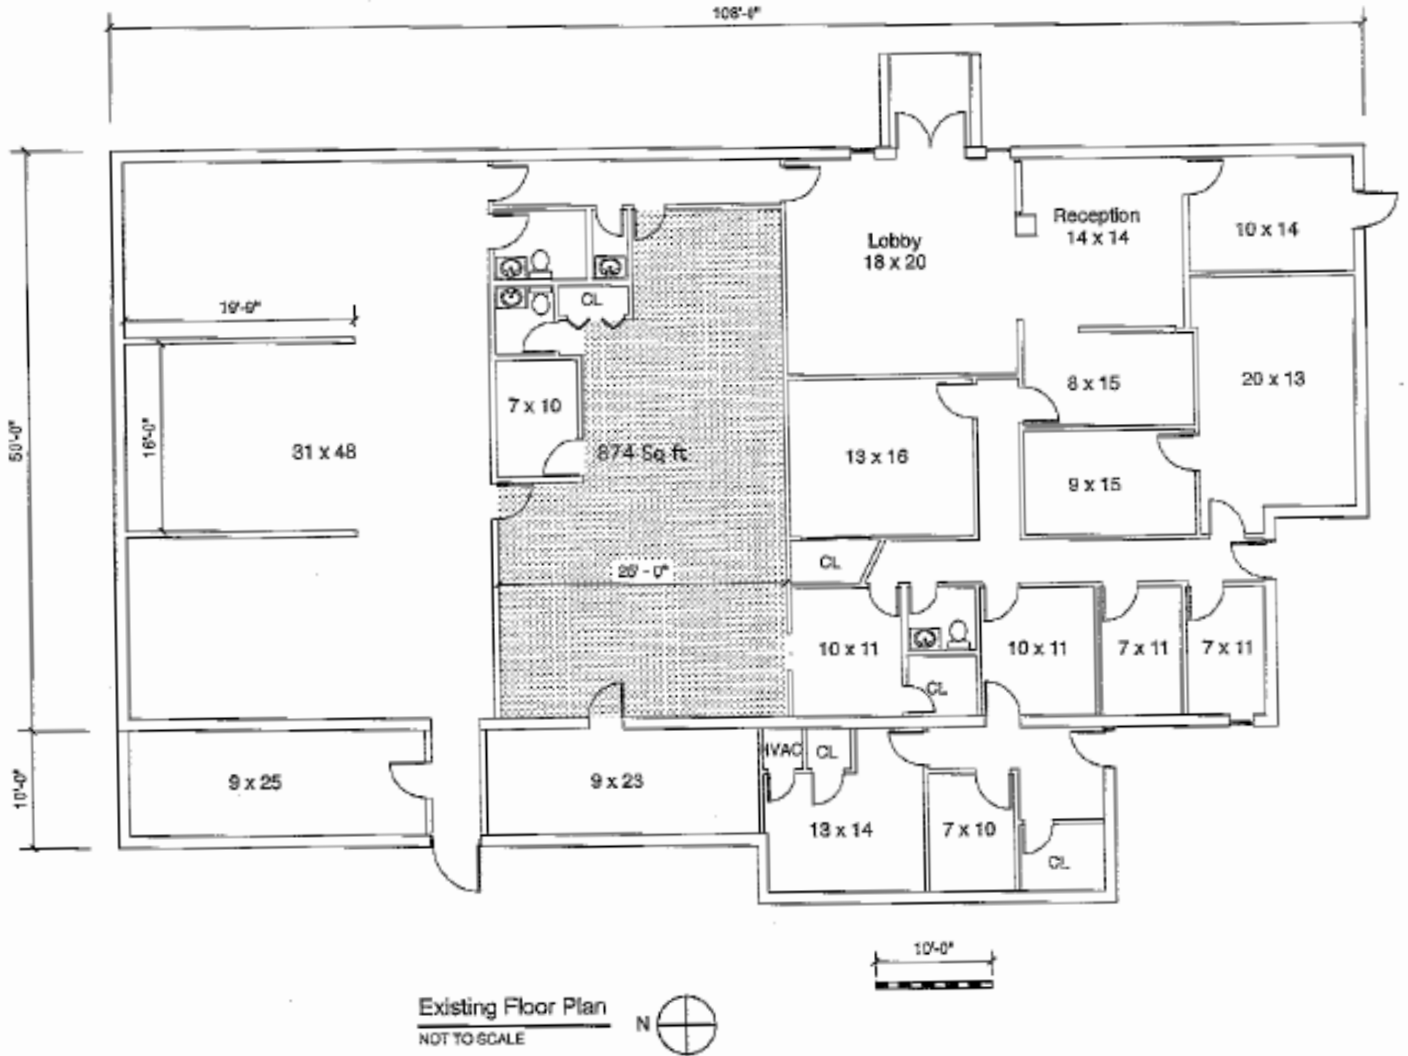 108'-0"
10 x 14
Reception
14 x 14
Lobby
18 x 20
CL
19'-9"
8 x 15
20 x 13
7 x 10
50'-0"
16'-0"
31 x 48
874 Sq ft
13 x 16
9 x 15
CL
25' - 0"
10 x 11
10 x 11
7 x 11
7 x 11
CL
HVAC
CL
9 x 25
9 x 23
10'-0"
13 x 14
7 x 10
CL
10'-0"
Existing Floor Plan
N
NOT TO SCALE